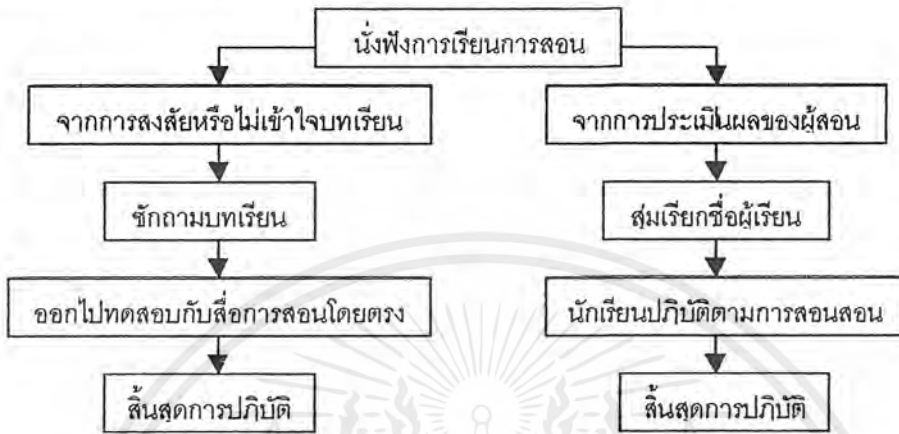 นั่งฟังการเรียนการสอน
จากการสงสัยหรือไม่เข้าใจบทเรียน
จากการประเมินผลของผู้สอน
ซักถามบทเรียน
สุ่มเรียกชื่อผู้เรียน
ออกไปทดสอบกับสื่อการสอนโดยตรง
นักเรียนปฏิบัติตามการสอนสอน
สิ้นสุดการปฏิบัติ
สิ้นสุดการปฏิบัติ